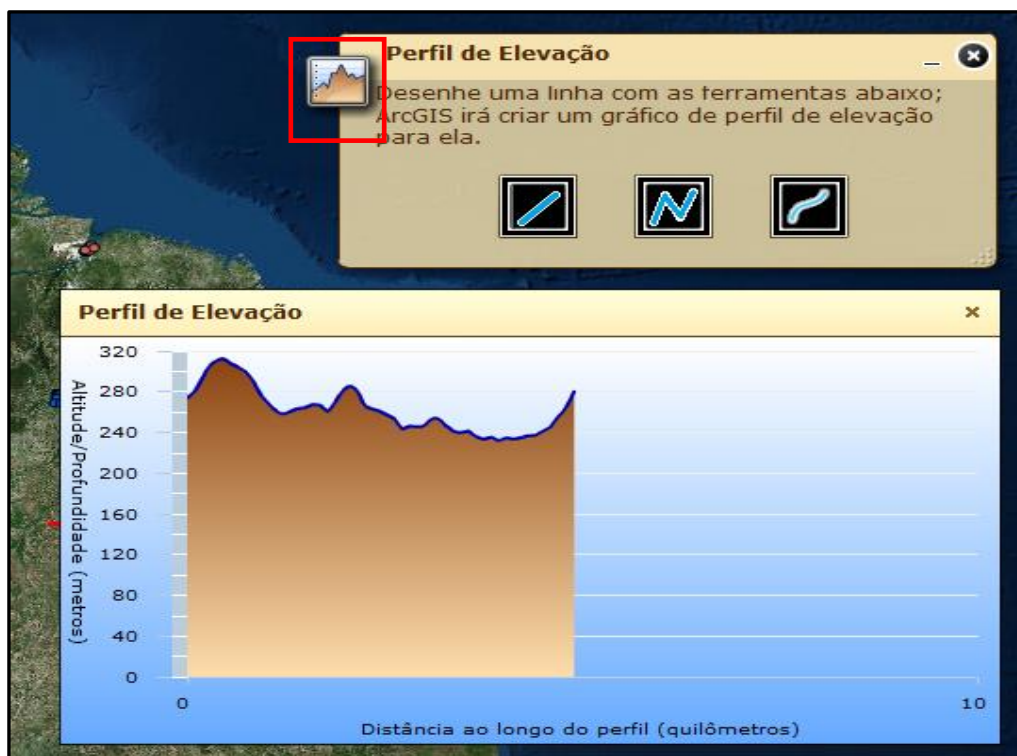 Perfil de Elevação
Desenhe uma linha com as ferramentas abaixo;
ArcGIS irá criar um gráfico de perfil de elevação
para ela.
Perfil de Elevação
Altitude/Profundidade (metros)
320
280
240
200
160
120
80
40
0
0
10
Distância ao longo do perfil (quilômetros)